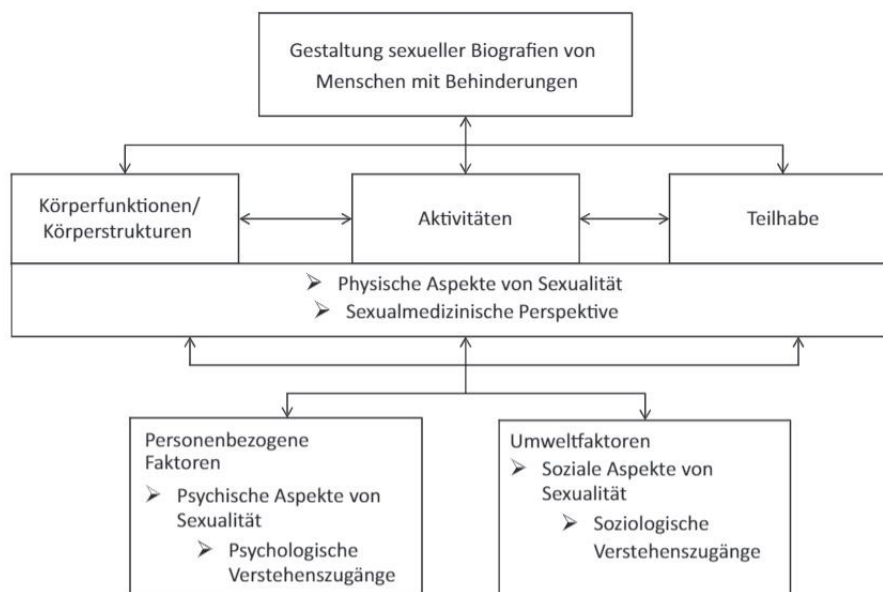 Gestaltung sexueller Biografien von
Menschen mit Behinderungen
Körperfunktionen/
Körperstrukturen
Aktivitäten
Teilhabe
➢ Physische Aspekte von Sexualität
➢ Sexualmedizinische Perspektive
Personenbezogene
Faktoren
➢ Psychische Aspekte von
Sexualität
➢ Psychologische
Verstehenszugänge
Umweltfaktoren
➢ Soziale Aspekte von
Sexualität
➢ Soziologische
Verstehenszugänge